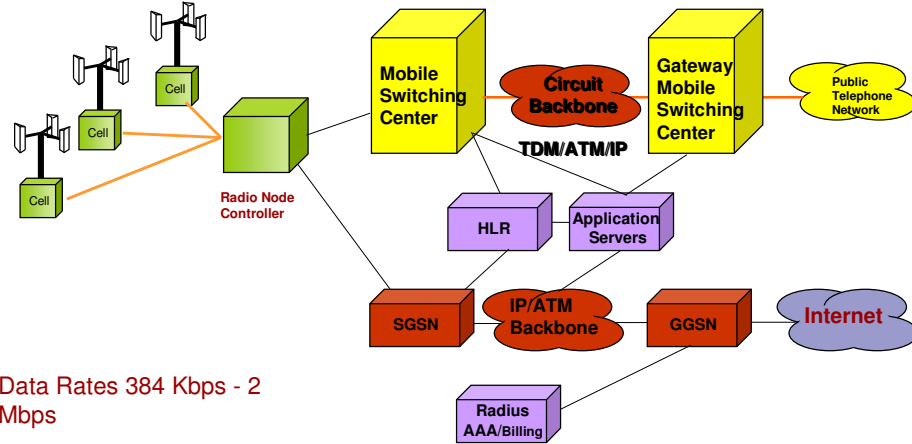 Cell
Cell
Cell
Radio Node
Controller
Mobile
Switching
Center
Circuit
Backbone
TDM/ATM/IP
Gateway
Mobile
Switching
Center
Public
Telephone
Network
HLR
Application
Servers
SGSN
IP/ATM
Backbone
GGSN
Internet
Data Rates 384 Kbps - 2
Mbps
Radius
AAA/Billing